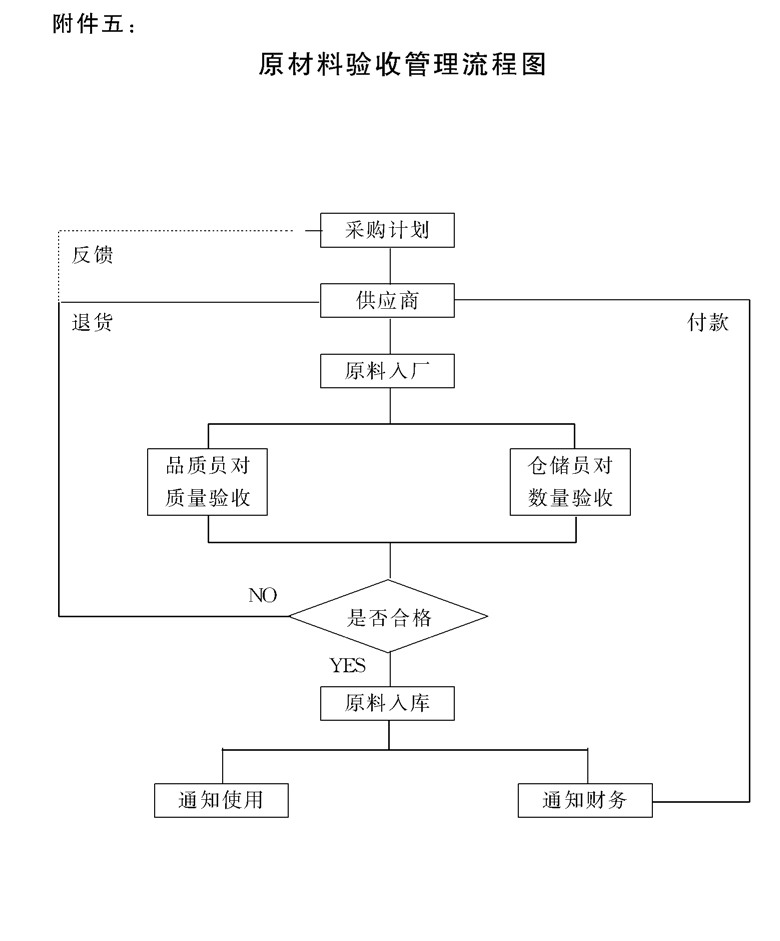 附件五：
原材料验收管理流程图
采购计划
反馈
供应商
退货
付款
原料入厂
品质员对
质量验收
仓储员对
数量验收
NO
是否合格
YES
原料入库
通知使用
通知财务